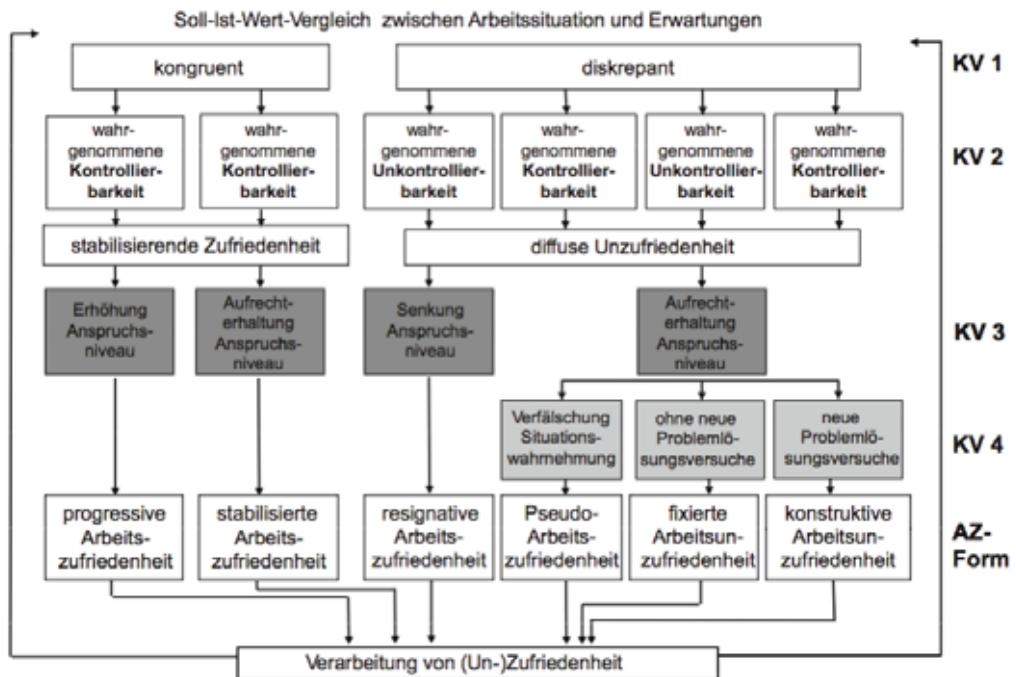 Soll-Ist-Wert-Vergleich zwischen Arbeitssituation und Erwartungen
kongruent
diskrepant
KV 1
wahr-
genommene
Kontrollier-
barkeit
wahr-
genommene
Kontrollier-
barkeit
wahr-
genommene
Unkontrollier-
barkeit
wahr-
genommene
Kontrollier-
barkeit
wahr-
genommene
Unkontrollier-
barkeit
wahr-
genommene
Kontrollier-
barkeit
KV 2
stabilisierende Zufriedenheit
diffuse Unzufriedenheit
Erhöhung
Anspruchs-
niveau
Aufrecht-
erhaltung
Anspruchs-
niveau
Senkung
Anspruchs-
niveau
Aufrecht-
erhaltung
Anspruchs-
niveau
KV 3
Verfälschung
Situations-
wahrnehmung
ohne neue
Problemlö-
sungsversuche
neue
Problemlö-
sungsversuche
KV 4
progressive
Arbeits-
zufriedenheit
stabilisierte
Arbeits-
zufriedenheit
resignative
Arbeits-
zufriedenheit
Pseudo-
Arbeits-
zufriedenheit
fixierte
Arbeitsun-
zufriedenheit
konstruktive
Arbeitsun-
zufriedenheit
AZ-
Form
Verarbeitung von (Un-)Zufriedenheit